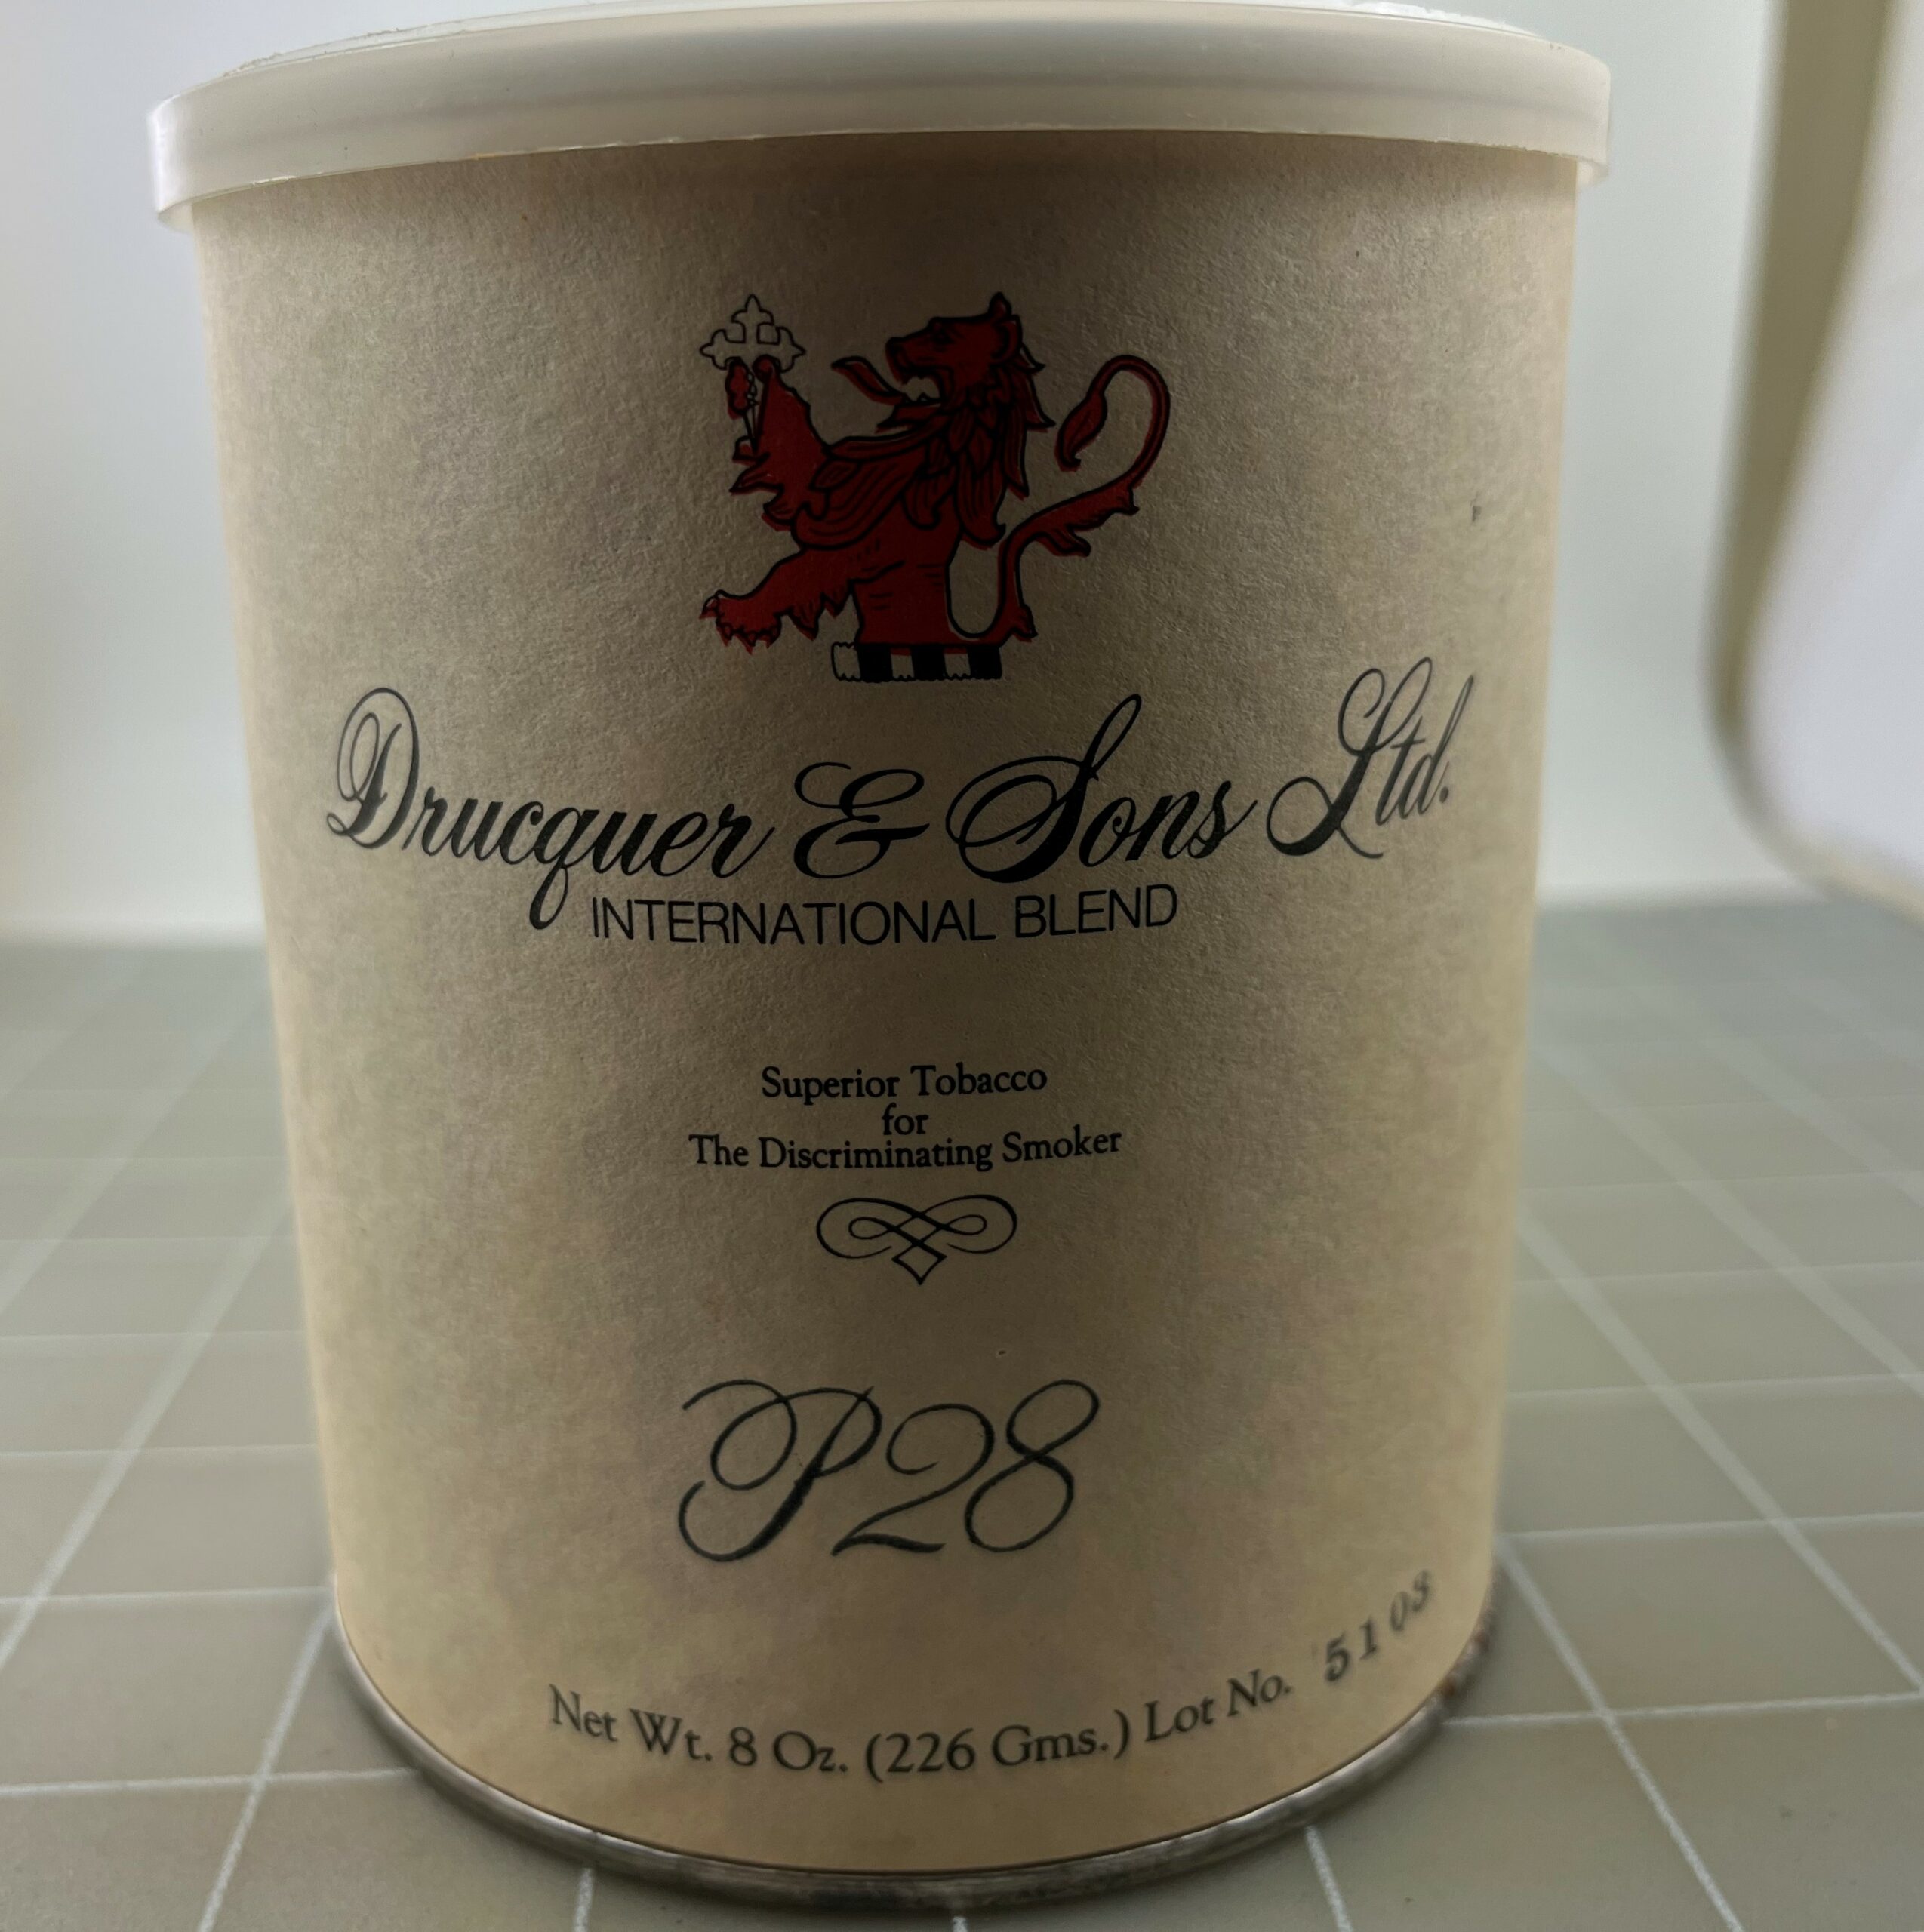 Drucquer & Sons Ltd.
INTERNATIONAL BLEND
Superior Tobacco
for
The Discriminating Smoker
P28
Net Wt. 8 Oz. (226 Gms.) Lot No. 5108